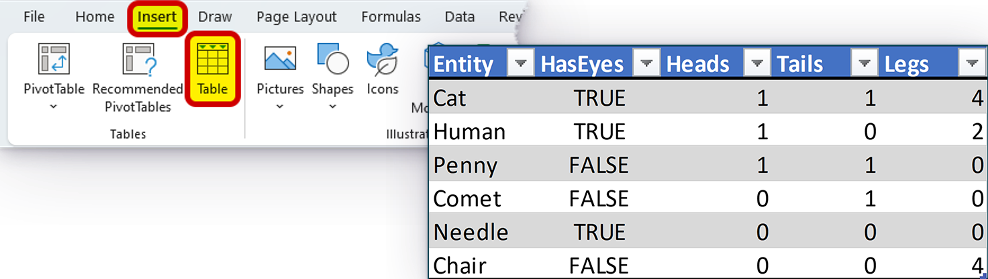 File Home Insert Draw Page Layout Formulas Data
PivotTable Recommended PivotTables Table Pictures Shapes Icons
Tables
Entity HasEyes Heads Tails Legs
Cat TRUE 1 1 4
Human TRUE 1 0 2
Penny FALSE 1 1 0
Comet FALSE 0 1 0
Needle TRUE 0 0 0
Chair FALSE 0 0 4